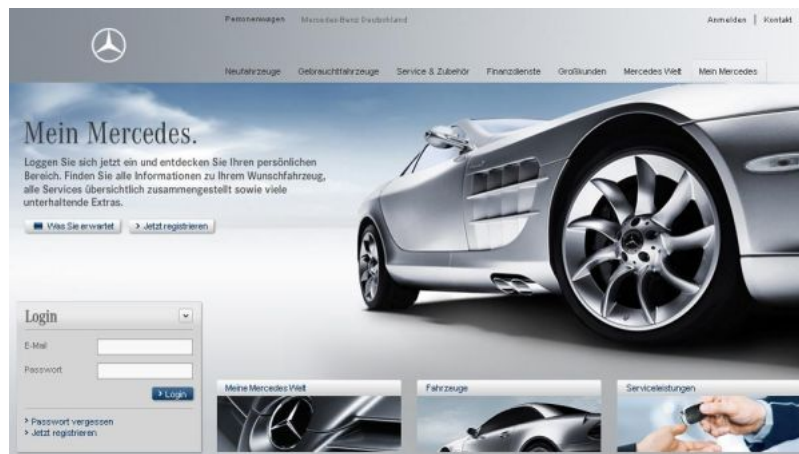 Personenwagen Mercedes-Benz Deutschland
Anmelden | Kontakt
Neufahrzeuge Gebrauchtfahrzeuge Service & Zubehör Finanzdienste Großkunden Mercedes Welt Mein Mercedes
Mein Mercedes.
Loggen Sie sich jetzt ein und entdecken Sie Ihren persönlichen
Bereich. Finden Sie alle Informationen zu Ihrem Wunschfahrzeug,
alle Services übersichtlich zusammengestellt sowie viele
unterhaltende Extras.
Was Sie erwartet > Jetzt registrieren
Login
E-Mail
Passwort
> Login
> Passwort vergessen
> Jetzt registrieren
Meine Mercedes Welt
Fahrzeuge
Serviceleistungen